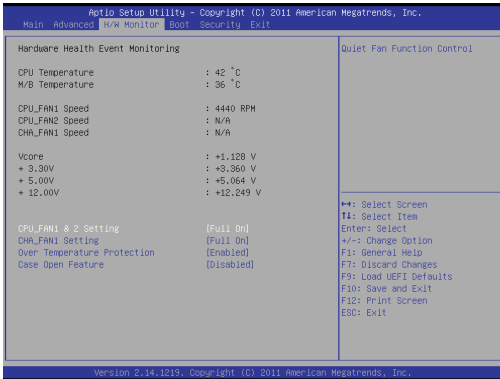 Aptio Setup Utility – Copyright (C) 2011 American Megatrends, Inc.
Main Advanced H/W Monitor Boot Security Exit
Hardware Health Event Monitoring
CPU Temperature : 42 °C
M/B Temperature : 36 °C
CPU_FAN1 Speed : 4440 RPM
CPU_FAN2 Speed : N/A
CHA_FAN1 Speed : N/A
Vcore : +1.128 V
+ 3.30V : +3.360 V
+ 5.00V : +5.064 V
+ 12.00V : +12.249 V
CPU_FAN1 & 2 Setting [Full On]
CHA_FAN1 Setting [Full On]
Over Temperature Protection [Enabled]
Case Open Feature [Disabled]
Quiet Fan Function Control
↔: Select Screen
↑↓: Select Item
Enter: Select
+/-: Change Option
F1: General Help
F7: Discard Changes
F9: Load UEFI Defaults
F10: Save and Exit
F12: Print Screen
ESC: Exit
Version 2.14.1219. Copyright (C) 2011 American Megatrends, Inc.